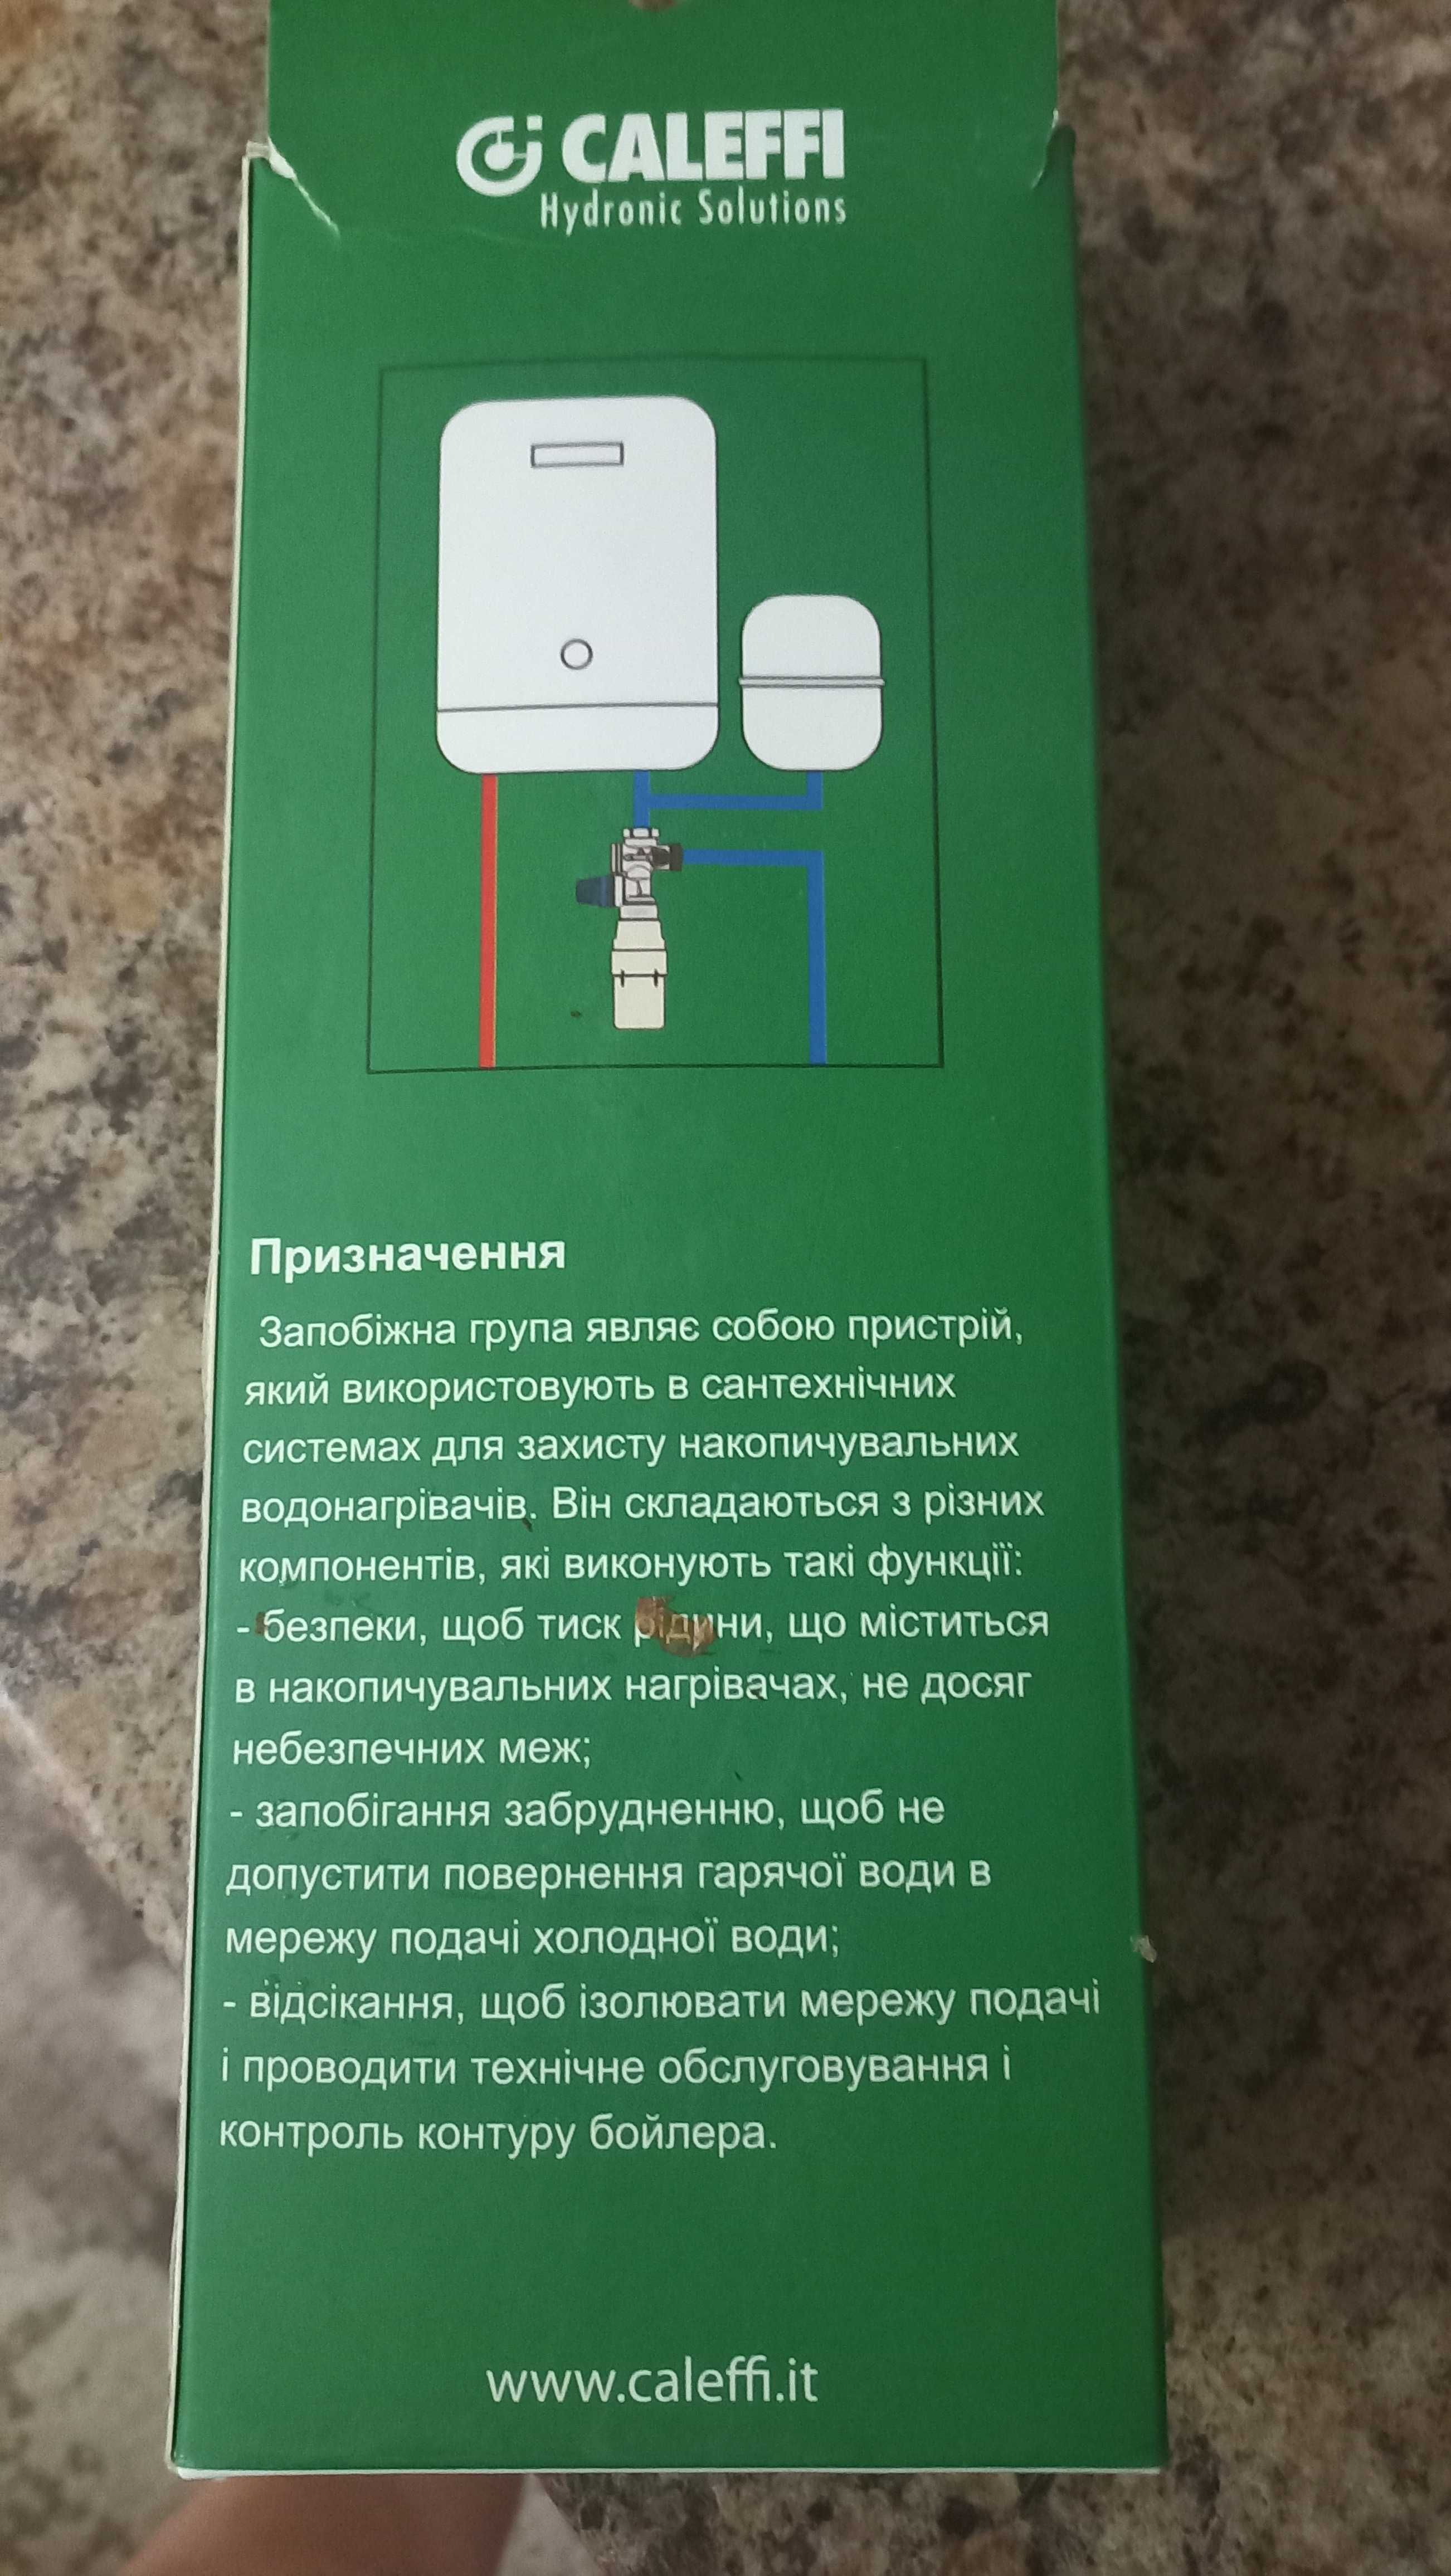 CALEFFI
Hydronic Solutions
Призначення
Запобіжна група являє собою пристрій,
який використовують в сантехнічних
системах для захисту накопичувальних
водонагрівачів. Він складаються з різних
компонентів, які виконують такі функції:
- безпеки, щоб тиск рідини, що міститься
в накопичувальних нагрівачах, не досяг
небезпечних меж;
- запобігання забрудненню, щоб не
допустити повернення гарячої води в
мережу подачі холодної води;
- відсікання, щоб ізолювати мережу подачі
і проводити технічне обслуговування і
контроль контуру бойлера.
www.caleffi.it